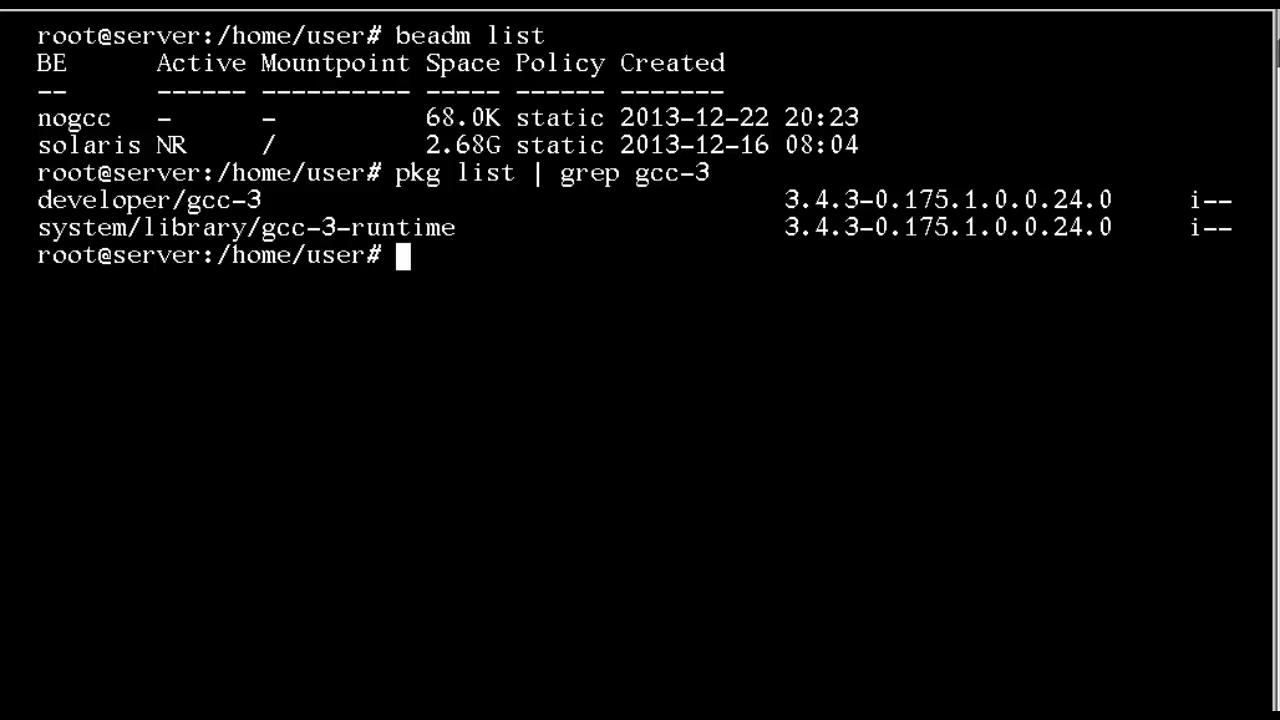 root@server:/home/user# beadm list
BE      Active Mountpoint Space Policy Created
--      ------ ---------- ----- ------ -------
nogcc   -      -          68.0K static 2013-12-22 20:23
solaris NR     /          2.68G static 2013-12-16 08:04
root@server:/home/user# pkg list | grep gcc-3
developer/gcc-3                                   3.4.3-0.175.1.0.0.24.0     i--
system/library/gcc-3-runtime                      3.4.3-0.175.1.0.0.24.0     i--
root@server:/home/user#